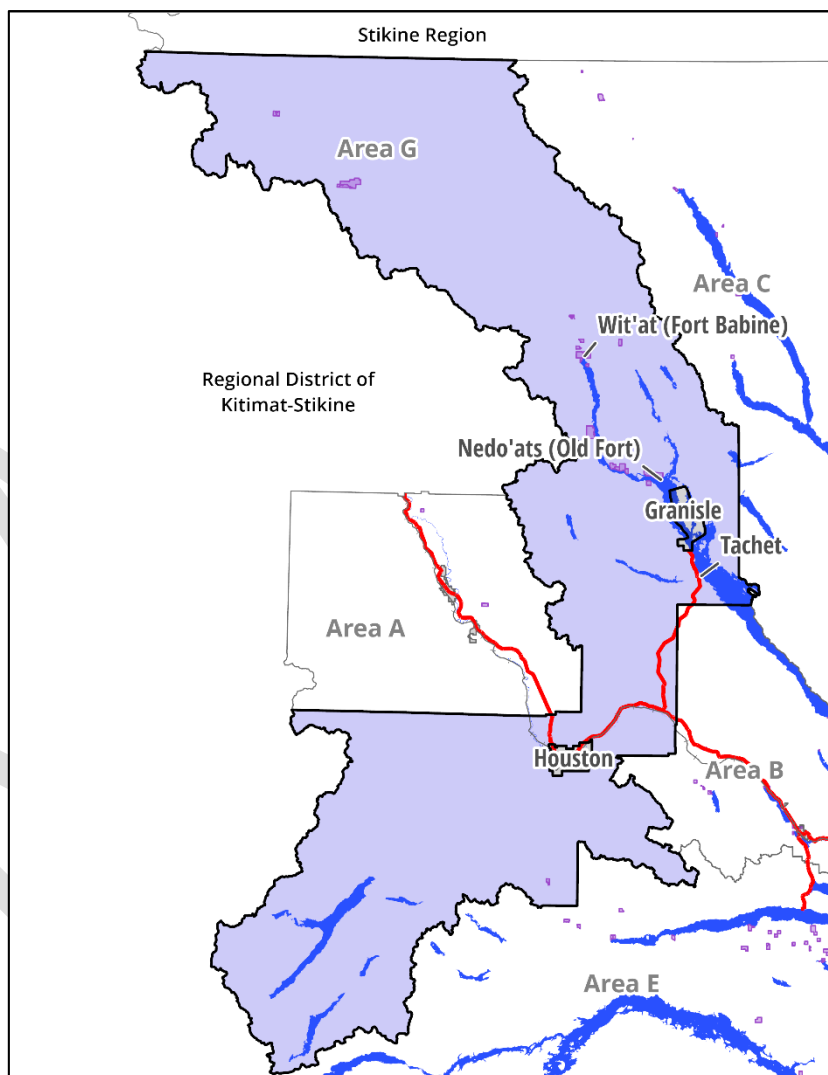 Stikine Region
Area G
Area C
Wit'at (Fort Babine)
Regional District of
Kitimat-Stikine
Nedo'ats (Old Fort)
Granisle
Tachet
Area A
Houston
Area B
Area E